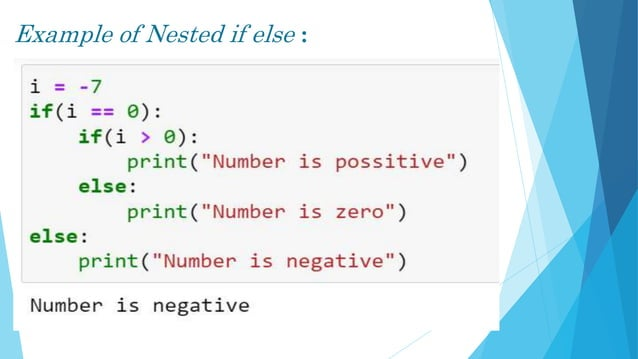 Example of Nested if else :
i = -7
if(i == 0):
    if(i > 0):
        print("Number is possitive")
    else:
        print("Number is zero")
else:
    print("Number is negative")
Number is negative